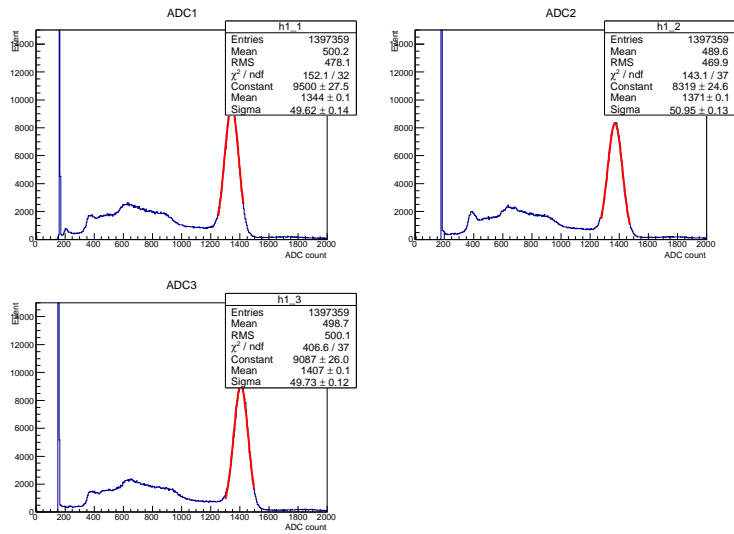 ADC1
Event
h1_1
Entries 1397359
Mean 500.2
RMS 478.1
χ² / ndf 152.1 / 32
Constant 9500 ± 27.5
Mean 1344 ± 0.1
Sigma 49.62 ± 0.14
14000
12000
10000
8000
6000
4000
2000
0
0 200 400 600 800 1000 1200 1400 1600 1800 2000
ADC count
ADC2
Event
h1_2
Entries 1397359
Mean 489.6
RMS 469.9
χ² / ndf 143.1 / 37
Constant 8319 ± 24.6
Mean 1371 ± 0.1
Sigma 50.95 ± 0.13
14000
12000
10000
8000
6000
4000
2000
0
0 200 400 600 800 1000 1200 1400 1600 1800 2000
ADC count
ADC3
Event
h1_3
Entries 1397359
Mean 498.7
RMS 500.1
χ² / ndf 406.6 / 37
Constant 9087 ± 26.0
Mean 1407 ± 0.1
Sigma 49.73 ± 0.12
14000
12000
10000
8000
6000
4000
2000
0
0 200 400 600 800 1000 1200 1400 1600 1800 2000
ADC count